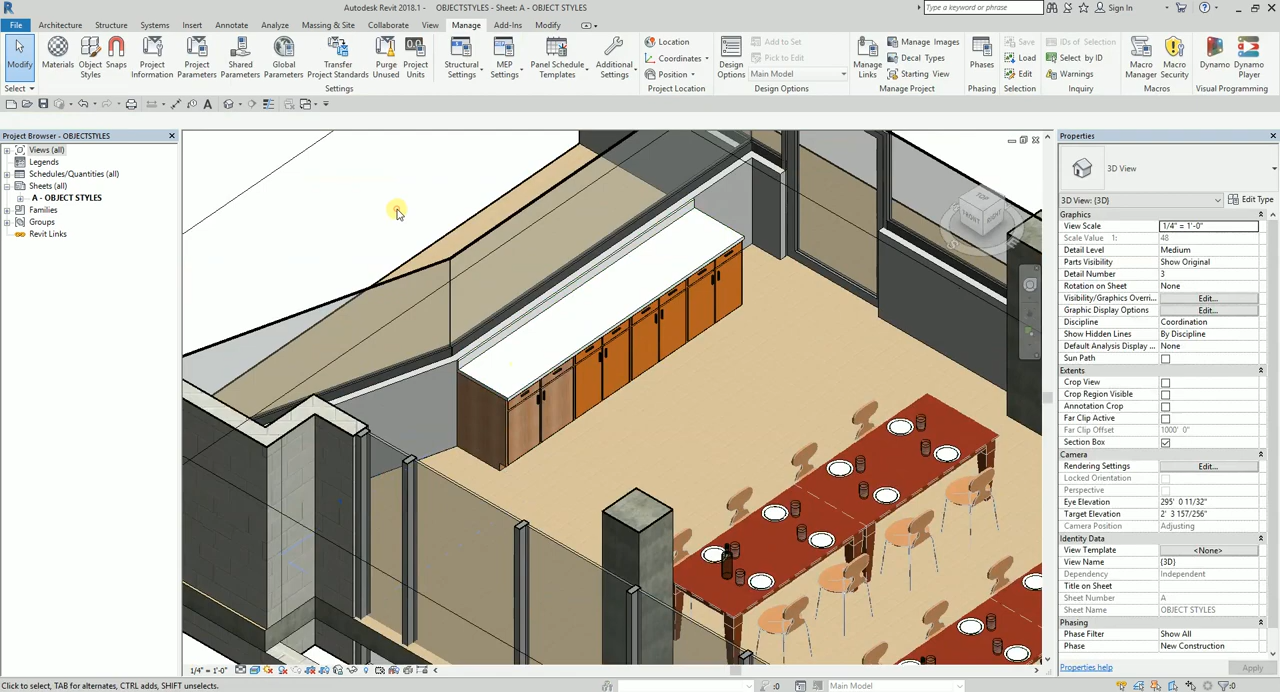 Autodesk Revit 2018.1 - OBJECTSTYLES - Sheet: A - OBJECT STYLES
Type a keyword or phrase
Sign In
File Architecture Structure Systems Insert Annotate Analyze Massing & Site Collaborate View Manage Add-Ins Modify
Modify
Materials
Object Styles
Snaps
Project Information
Project Parameters
Shared Parameters
Global Parameters
Transfer Project Standards
Purge Unused
Project Units
Structural Settings
MEP Settings
Panel Schedule Templates
Additional Settings
Location
Coordinates
Position
Design Options
Add to Set
Pick to Edit
Main Model
Manage Links
Manage Images
Decal Types
Starting View
Phases
Save
Load
Edit
IDs of Selection
Select by ID
Warnings
Macro Manager
Macro Security
Dynamo
Dynamo Player
Select Settings Project Location Design Options Manage Project Phasing Selection Inquiry Macros Visual Programming
Project Browser - OBJECTSTYLES
Views (all)
Legends
Schedules/Quantities (all)
Sheets (all)
A - OBJECT STYLES
Families
Groups
Revit Links
TOP
FRONT
RIGHT
Properties
3D View
3D View: {3D} Edit Type
Graphics
View Scale 1/4" = 1'-0"
Scale Value 1: 48
Detail Level Medium
Parts Visibility Show Original
Detail Number 3
Rotation on Sheet None
Visibility/Graphics Overri... Edit...
Graphic Display Options Edit...
Discipline Coordination
Show Hidden Lines By Discipline
Default Analysis Display ... None
Sun Path
Extents
Crop View
Crop Region Visible
Annotation Crop
Far Clip Active
Far Clip Offset 1000' 0"
Section Box
Camera
Rendering Settings Edit...
Locked Orientation
Perspective
Eye Elevation 295' 0 11/32"
Target Elevation 2' 3 157/256"
Camera Position Adjusting
Identity Data
View Template <None>
View Name {3D}
Dependency Independent
Title on Sheet
Sheet Number A
Sheet Name OBJECT STYLES
Phasing
Phase Filter Show All
Phase New Construction
Properties help Apply
1/4" = 1'-0"
Click to select, TAB for alternates, CTRL adds, SHIFT unselects.
:0 Main Model :0